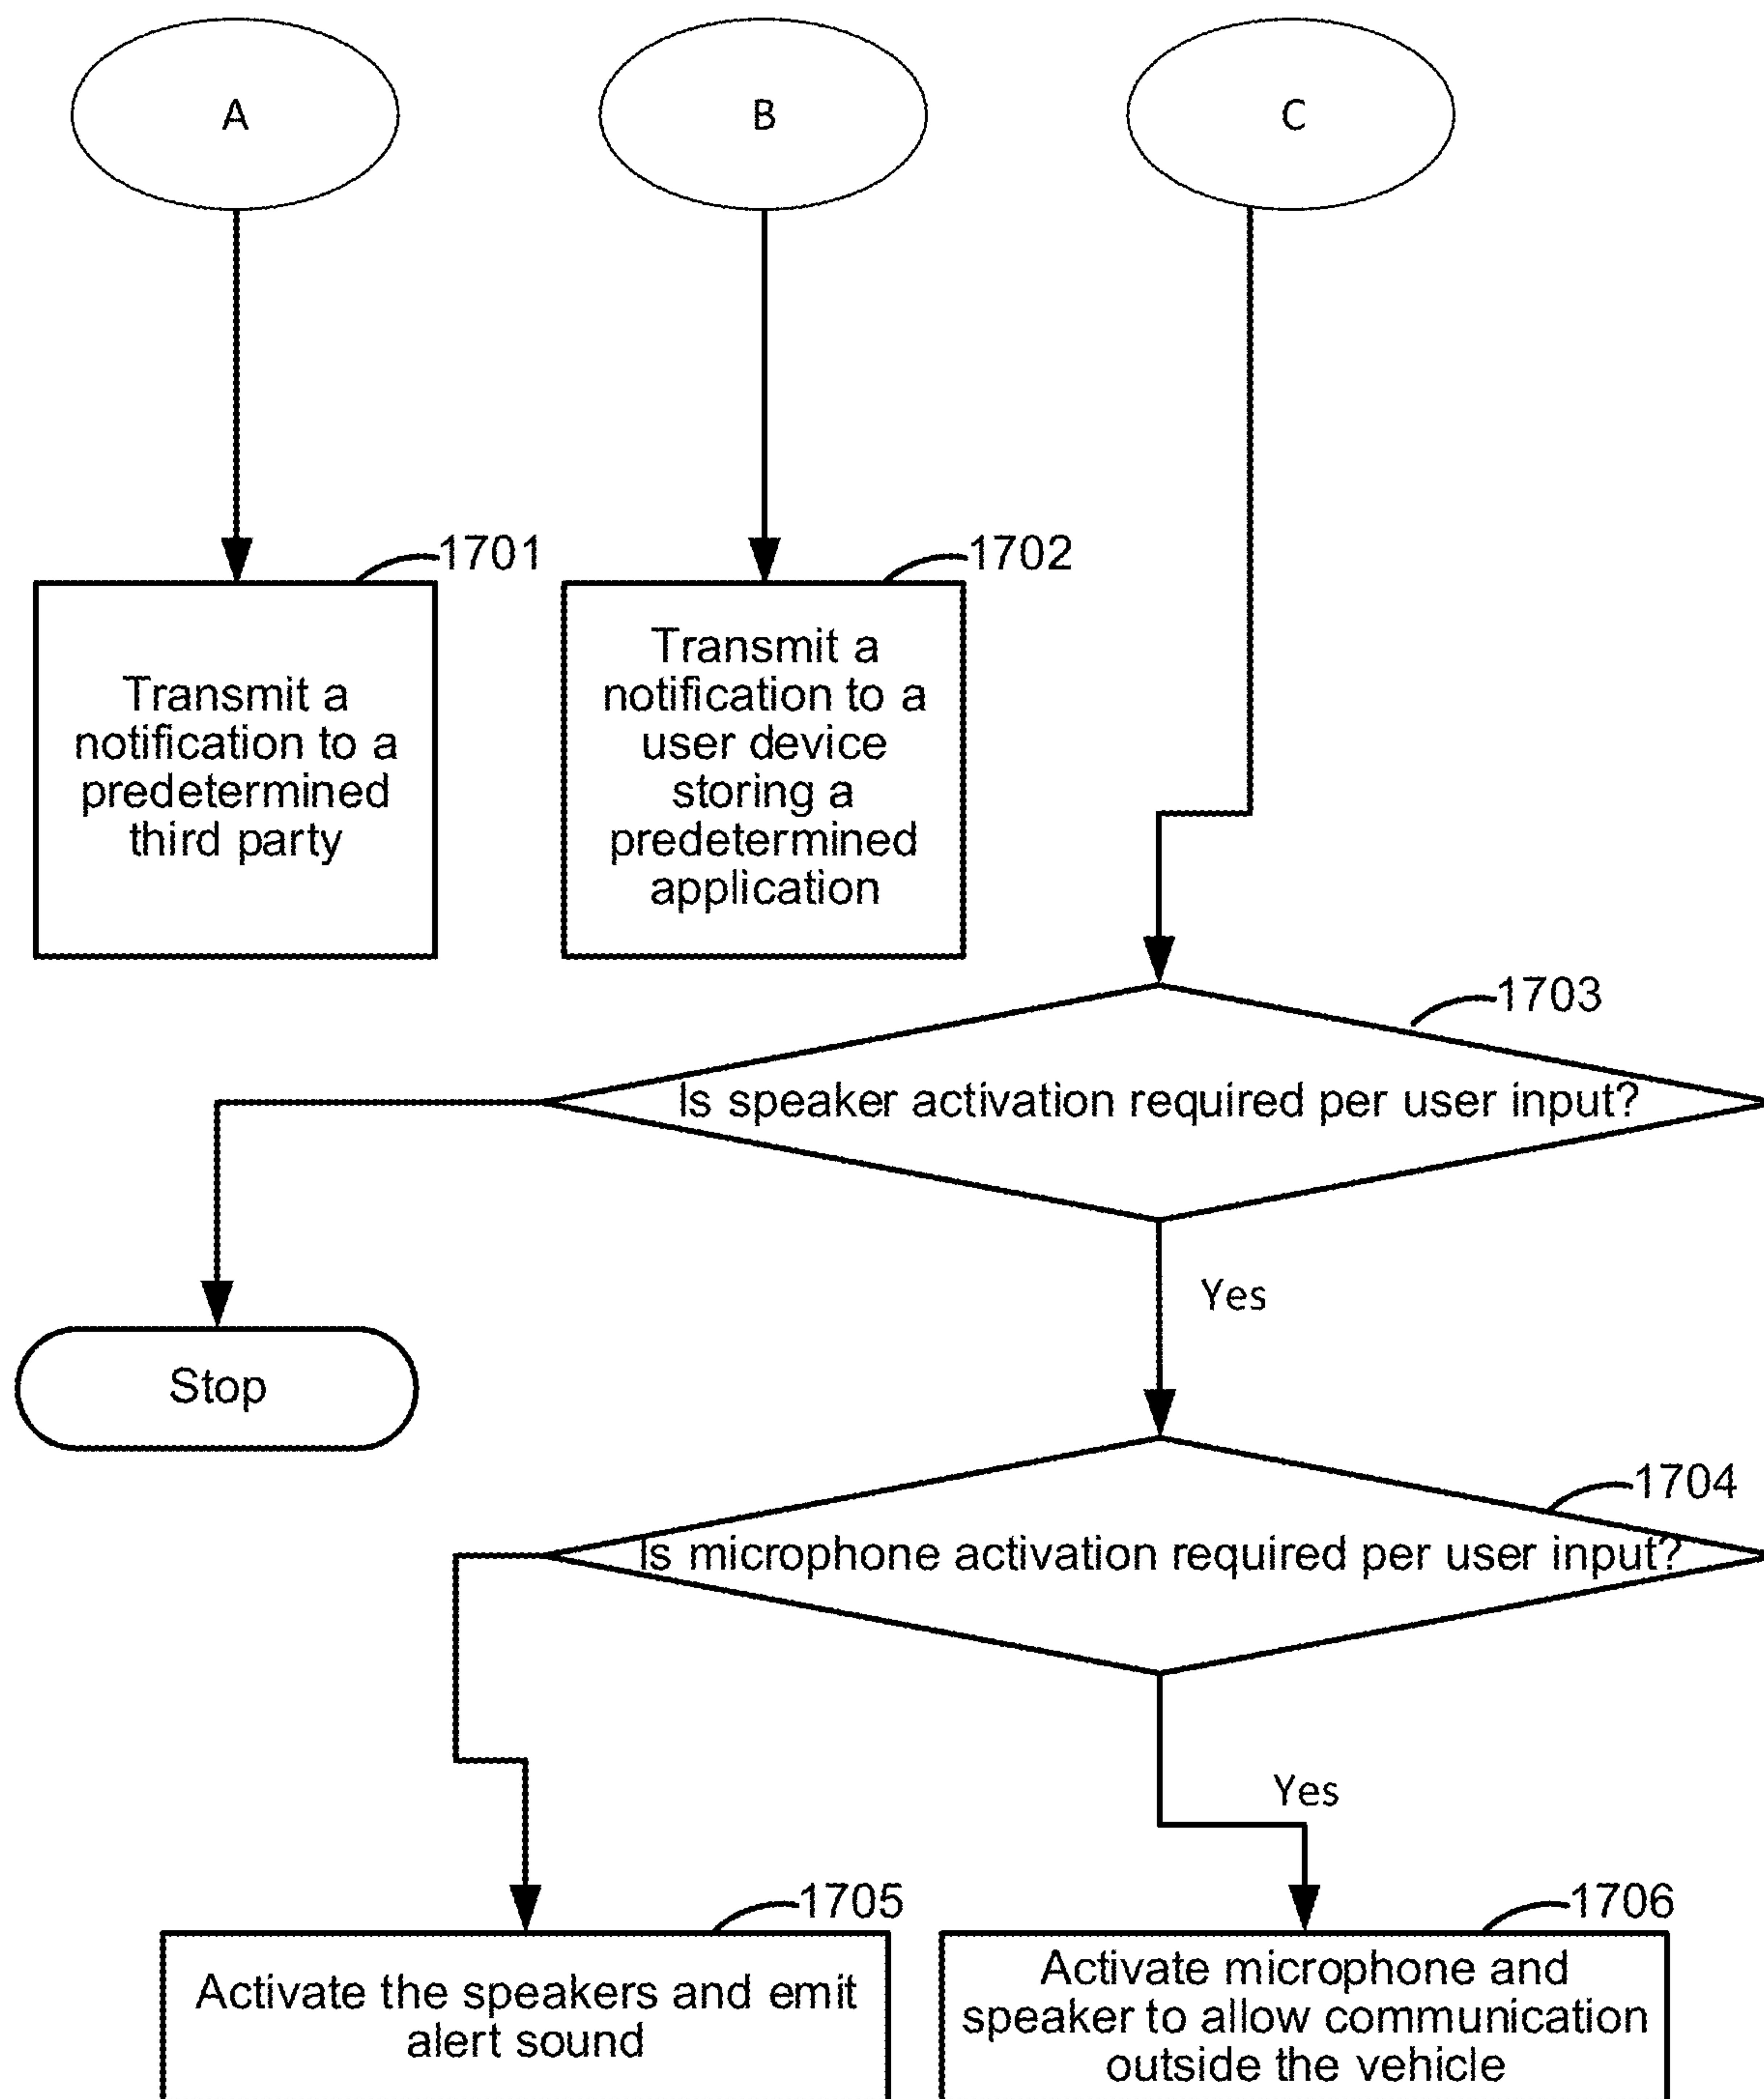 A
B
C
1701
1702
Transmit a
notification to a
predetermined
third party
Transmit a
notification to a
user device
storing a
predetermined
application
1703
Is speaker activation required per user input?
Yes
Stop
1704
Is microphone activation required per user input?
Yes
1705
1706
Activate the speakers and emit
alert sound
Activate microphone and
speaker to allow communication
outside the vehicle